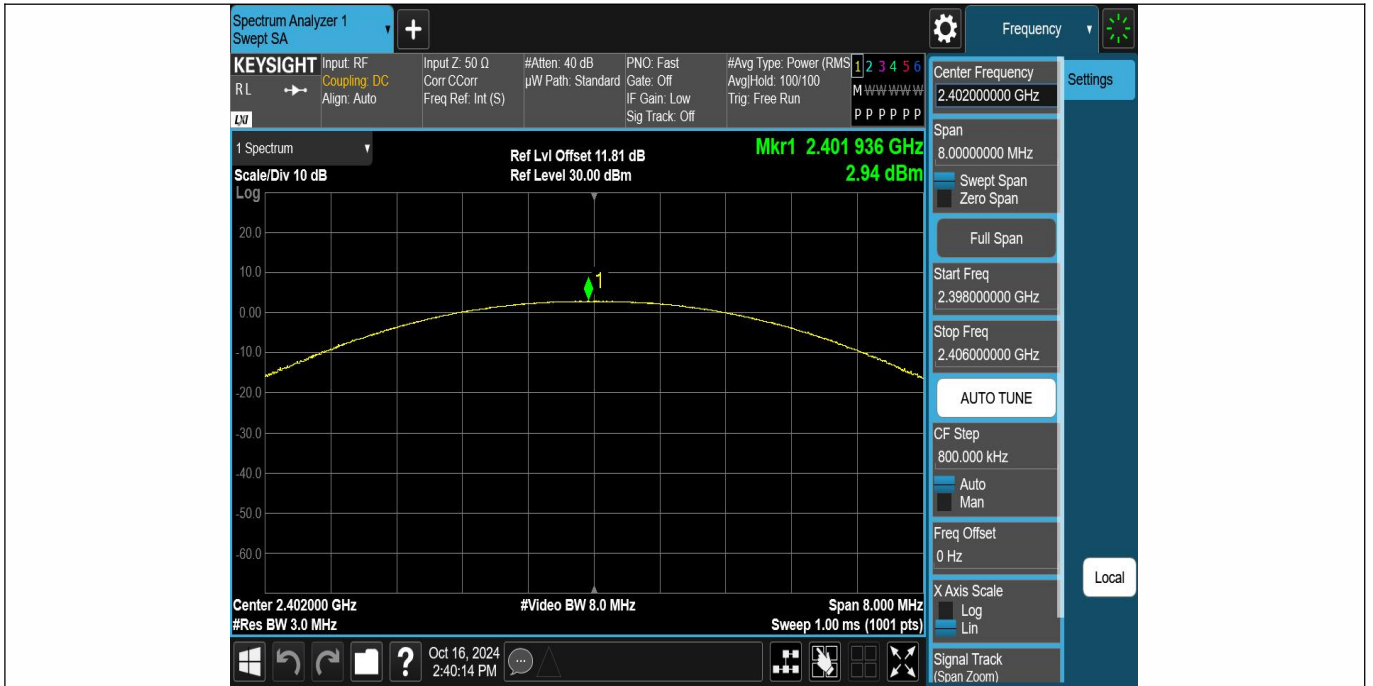 Spectrum Analyzer 1
Swept SA
+
Frequency
KEYSIGHT
RL
LXI
Input: RF
Coupling: DC
Align: Auto
Input Z: 50 Ω
Corr CCorr
Freq Ref: Int (S)
#Atten: 40 dB
µW Path: Standard
PNO: Fast
Gate: Off
IF Gain: Low
Sig Track: Off
#Avg Type: Power (RMS
Avg|Hold: 100/100
Trig: Free Run
1 2 3 4 5 6
M W W W W W
P P P P P P
1 Spectrum
Scale/Div 10 dB
Ref Lvl Offset 11.81 dB
Ref Level 30.00 dBm
Mkr1 2.401 936 GHz
2.94 dBm
Log
20.0
10.0
0.00
-10.0
-20.0
-30.0
-40.0
-50.0
-60.0
1
Center 2.402000 GHz
#Res BW 3.0 MHz
#Video BW 8.0 MHz
Span 8.000 MHz
Sweep 1.00 ms (1001 pts)
Center Frequency
2.402000000 GHz
Span
8.00000000 MHz
Swept Span
Zero Span
Full Span
Start Freq
2.398000000 GHz
Stop Freq
2.406000000 GHz
AUTO TUNE
CF Step
800.000 kHz
Auto
Man
Freq Offset
0 Hz
X Axis Scale
Log
Lin
Signal Track
(Span Zoom)
Settings
Local
?
Oct 16, 2024
2:40:14 PM